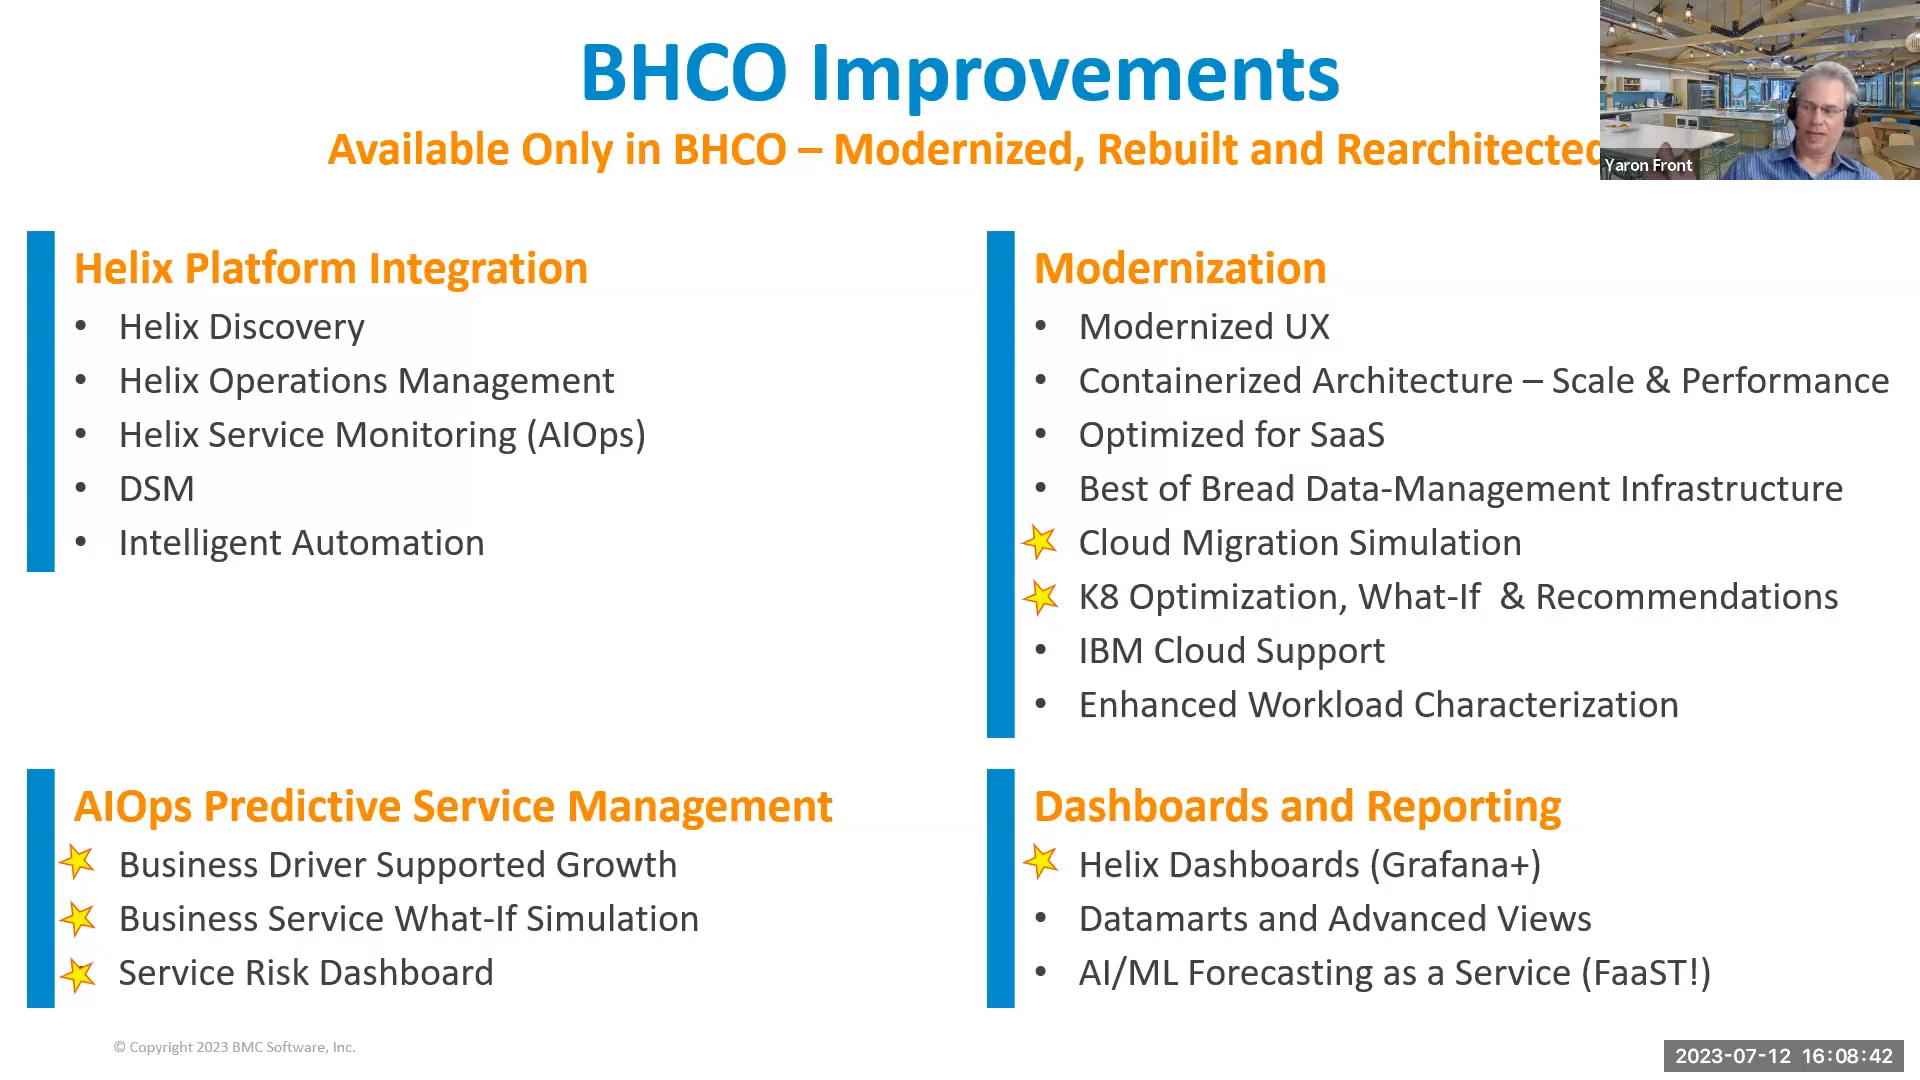 BHCO Improvements
Available Only in BHCO – Modernized, Rebuilt and Rearchitected
Yaron Front
Helix Platform Integration
• Helix Discovery
• Helix Operations Management
• Helix Service Monitoring (AIOps)
• DSM
• Intelligent Automation
Modernization
• Modernized UX
• Containerized Architecture – Scale & Performance
• Optimized for SaaS
• Best of Bread Data-Management Infrastructure
Cloud Migration Simulation
K8 Optimization, What-If & Recommendations
• IBM Cloud Support
• Enhanced Workload Characterization
AIOps Predictive Service Management
Business Driver Supported Growth
Business Service What-If Simulation
Service Risk Dashboard
Dashboards and Reporting
Helix Dashboards (Grafana+)
• Datamarts and Advanced Views
• AI/ML Forecasting as a Service (FaaST!)
© Copyright 2023 BMC Software, Inc.
2023-07-12 16:08:42